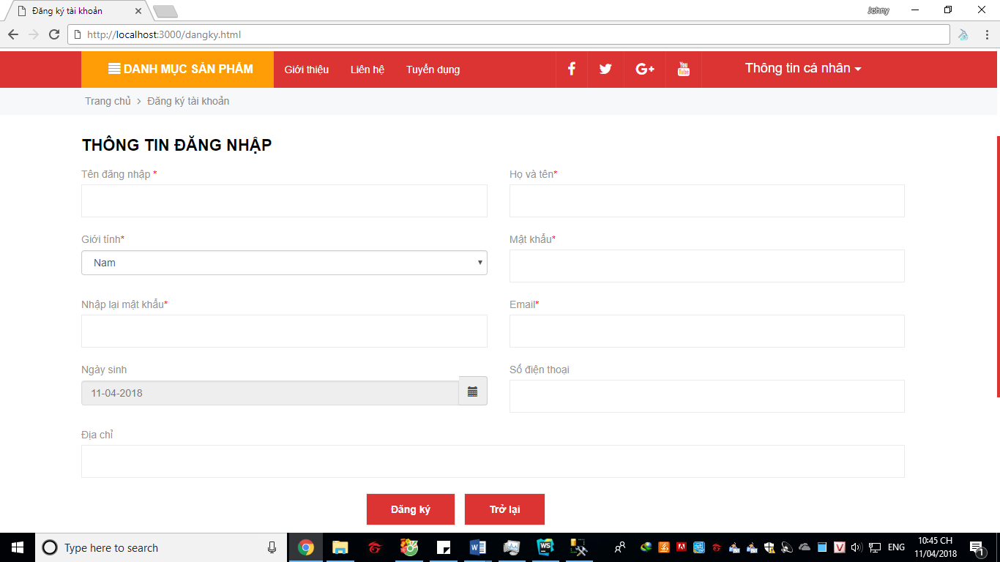 Đăng ký tài khoản
Johny
http://localhost:3000/dangky.html
DANH MỤC SẢN PHẨM Giới thiệu Liên hệ Tuyển dụng G+ You Tube Thông tin cá nhân
Trang chủ > Đăng ký tài khoản
THÔNG TIN ĐĂNG NHẬP
Tên đăng nhập * Họ và tên*
Giới tính* Mật khẩu*
Nam
Nhập lại mật khẩu* Email*
Ngày sinh Số điện thoại
11-04-2018
Địa chỉ
Đăng ký Trở lại
Type here to search
ENG
10:45 CH
11/04/2018
1